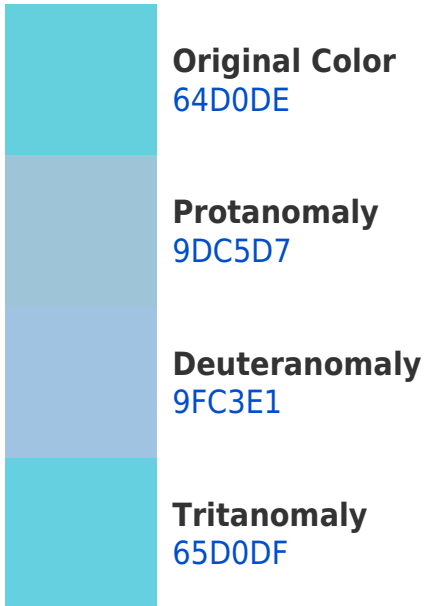 Original Color
64D0DE
Protanomaly
9DC5D7
Deuteranomaly
9FC3E1
Tritanomaly
65D0DF